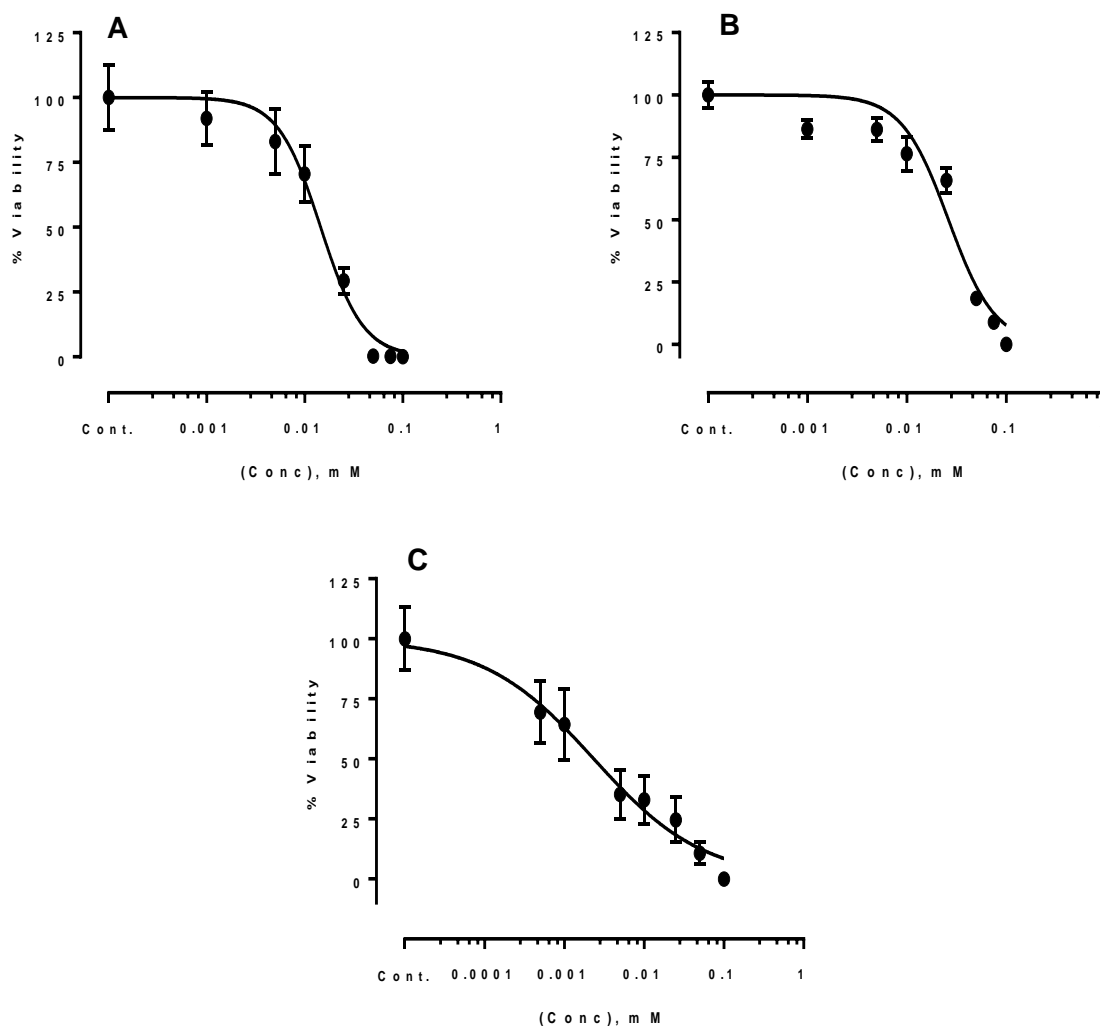 A
125
100
75
50
25
0
% Viability
Cont. 0.001 0.01 0.1 1
(Conc), mM
B
125
100
75
50
25
0
% Viability
Cont. 0.001 0.01 0.1
(Conc), mM
C
125
100
75
50
25
0
% Viability
Cont. 0.0001 0.001 0.01 0.1 1
(Conc), mM